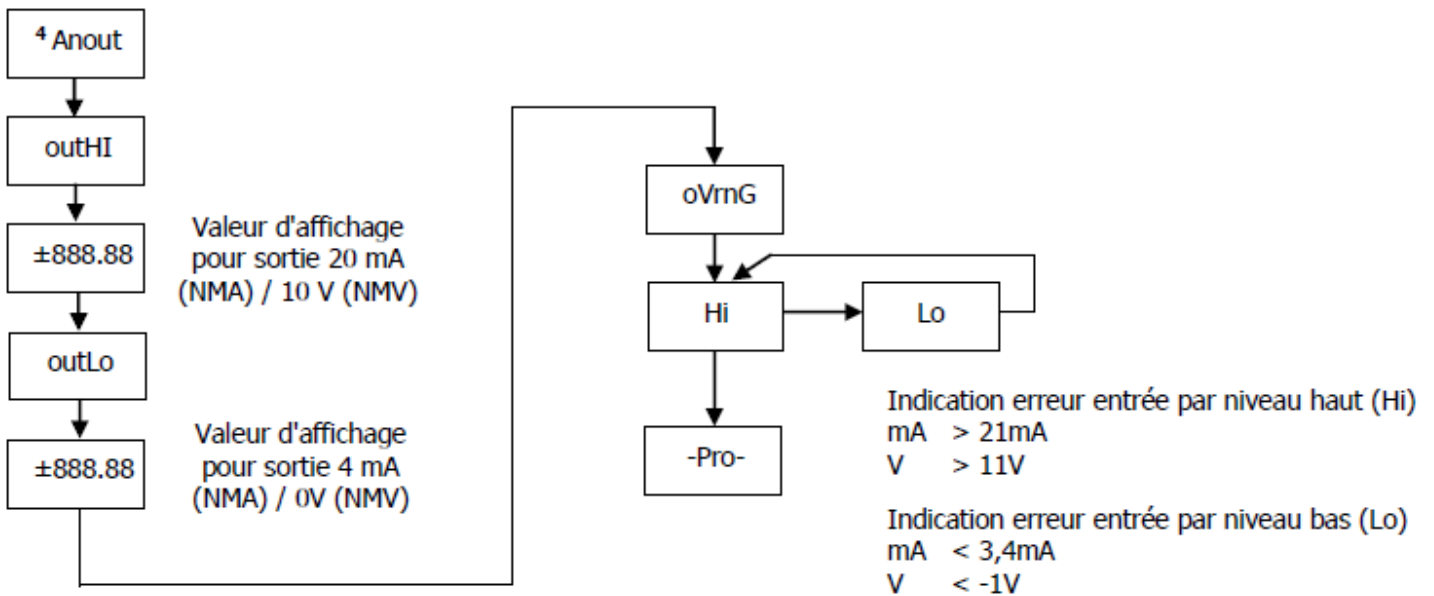 4 Anout
outHI
±888.88
Valeur d'affichage
pour sortie 20 mA
(NMA) / 10 V (NMV)
outLo
±888.88
Valeur d'affichage
pour sortie 4 mA
(NMA) / 0V (NMV)
oVrnG
Hi
Lo
-Pro-
Indication erreur entrée par niveau haut (Hi)
mA > 21mA
V > 11V
Indication erreur entrée par niveau bas (Lo)
mA < 3,4mA
V < -1V